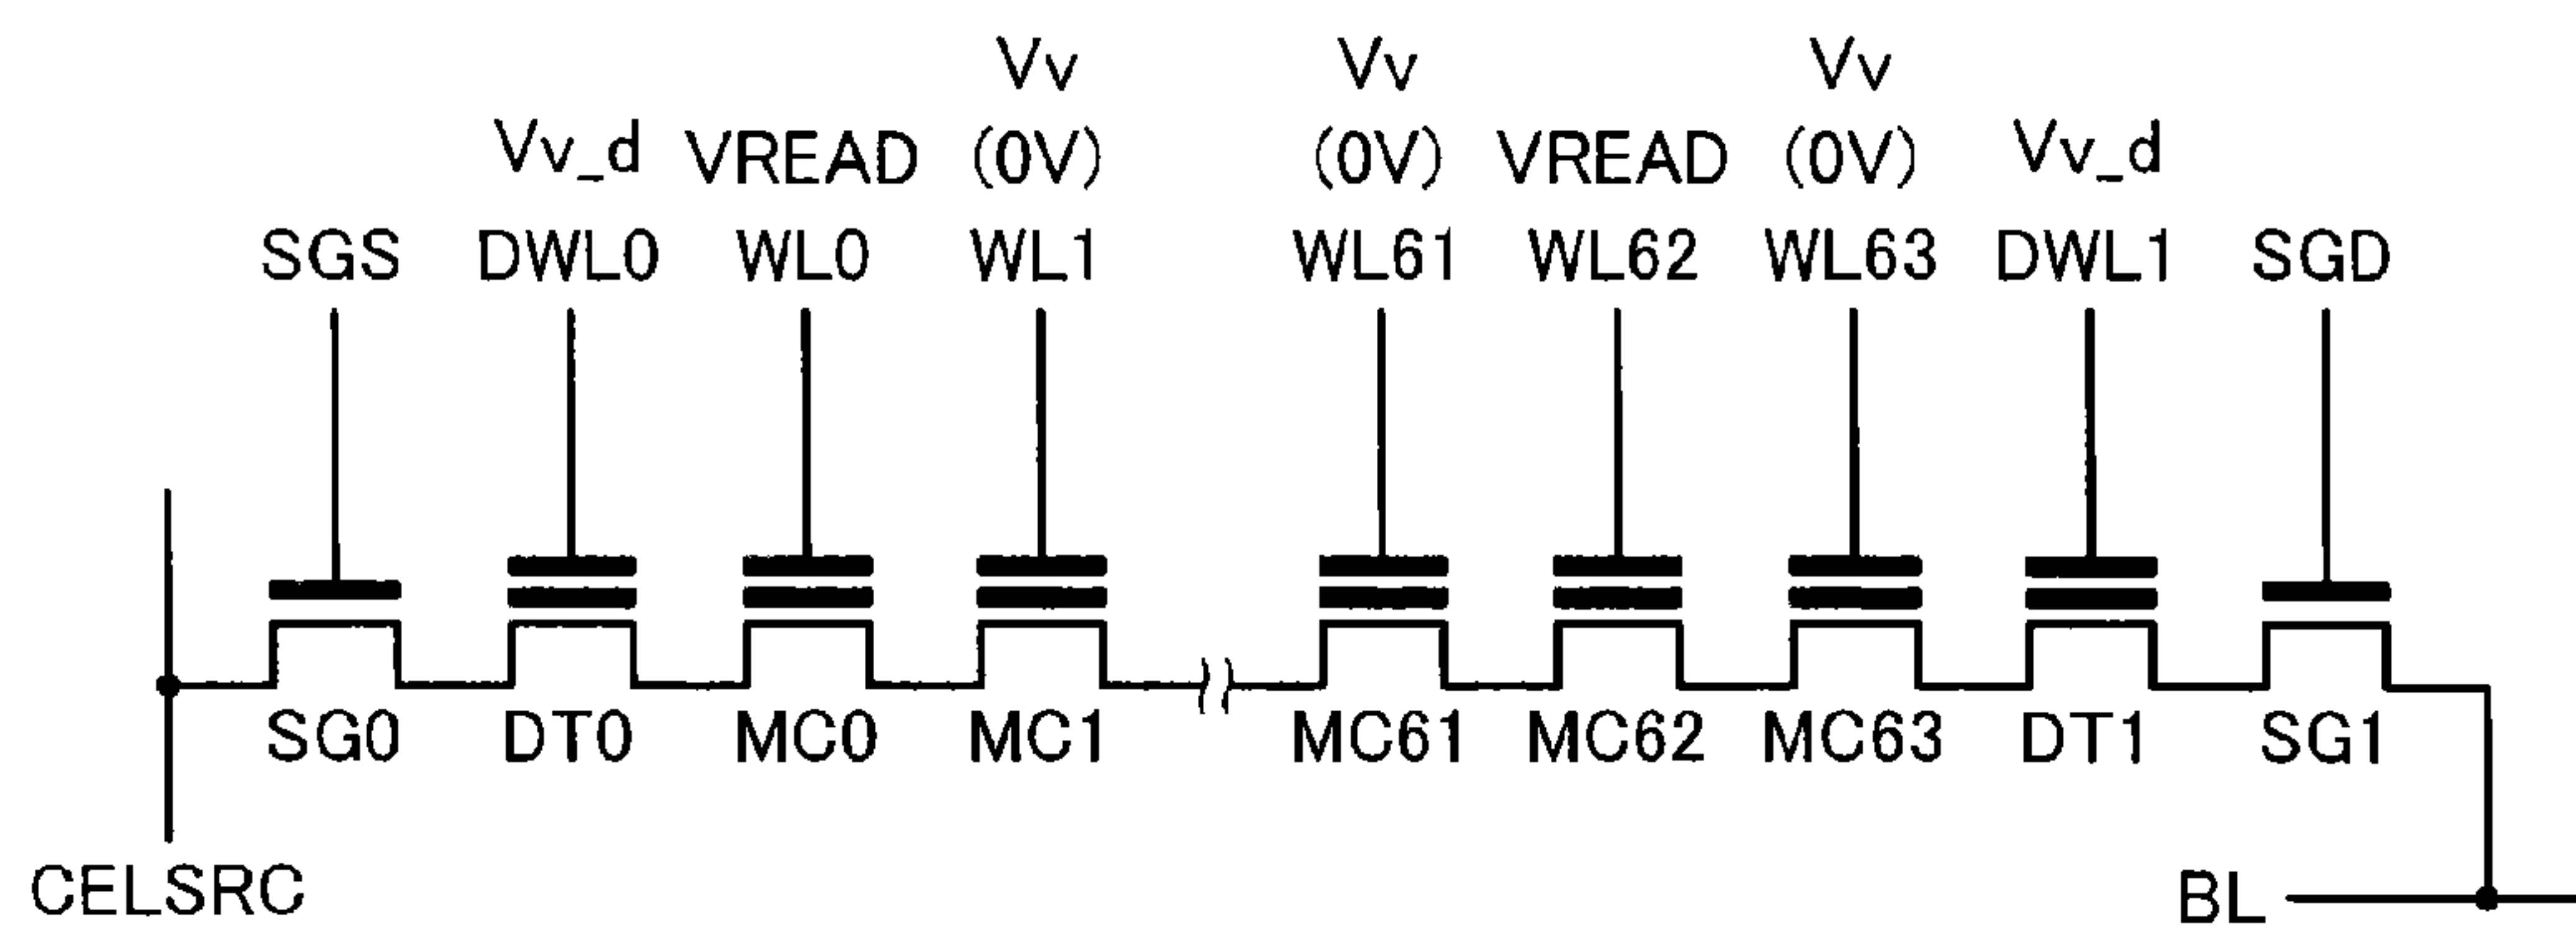 Vv Vv Vv
Vv_d VREAD (0V) (0V) VREAD (0V) Vv_d
SGS DWL0 WL0 WL1 WL61 WL62 WL63 DWL1 SGD
SG0 DT0 MC0 MC1 MC61 MC62 MC63 DT1 SG1
CELSRC BL